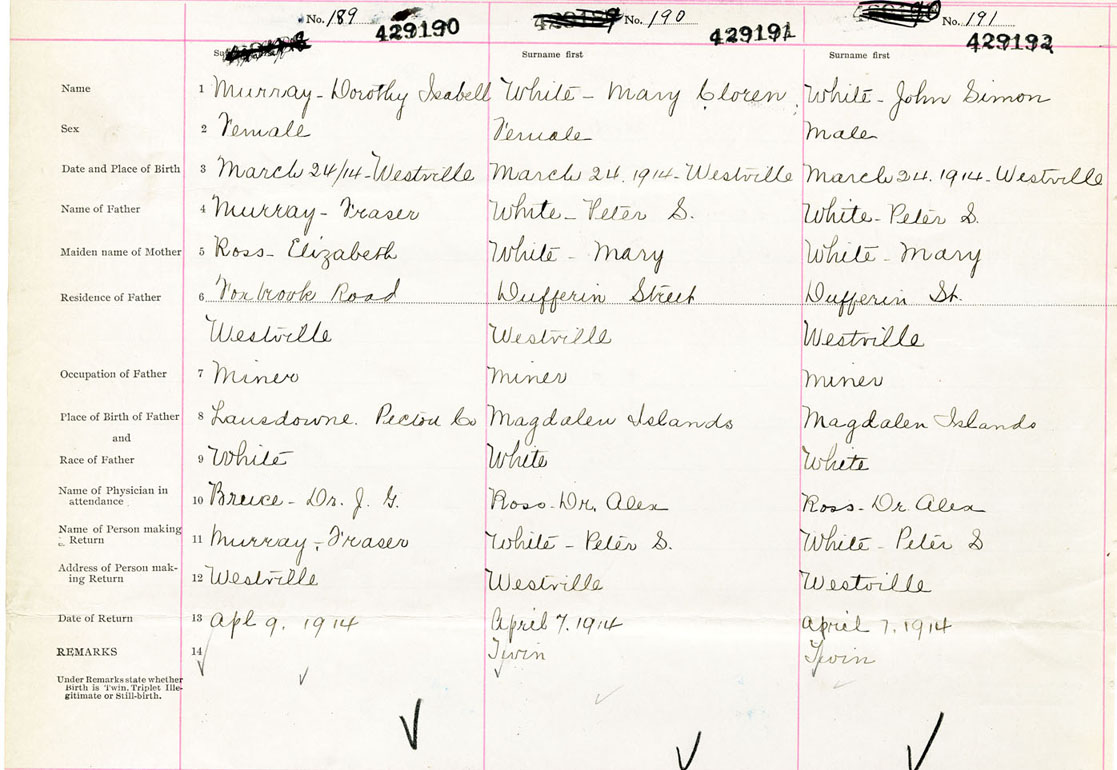 No. 189 429190 No. 190 429191 No. 191 429192
Surname first Surname first
Name 1 Murray - Dorothy Isabell White - Mary Cloren White - John Simon
Sex 2 Female Female Male
Date and Place of Birth 3 March 24/14 - Westville March 24. 1914 - Westville March 24. 1914 - Westville
Name of Father 4 Murray - Fraser White - Peter S. White - Peter S.
Maiden name of Mother 5 Ross - Elizabeth White - Mary White - Mary
Residence of Father 6 Foxbrook Road Dufferin Street Dufferin St.
Westville Westville Westville
Occupation of Father 7 Miner Miner Miner
Place of Birth of Father 8 Lansdowne. Pictou Co Magdalen Islands Magdalen Islands
and
Race of Father 9 White White White
Name of Physician in
attendance 10 Bruce - Dr. J. G. Ross - Dr. Alex Ross - Dr Alex
Name of Person making
Return 11 Murray - Fraser White - Peter S. White - Peter S
Address of Person mak-
ing Return 12 Westville Westville Westville
Date of Return 13 Apl 9. 1914 April 7. 1914 April 7. 1914
REMARKS 14 Twin Twin
Under Remarks state whether
Birth is Twin, Triplet Ille-
gitimate or Still-birth.